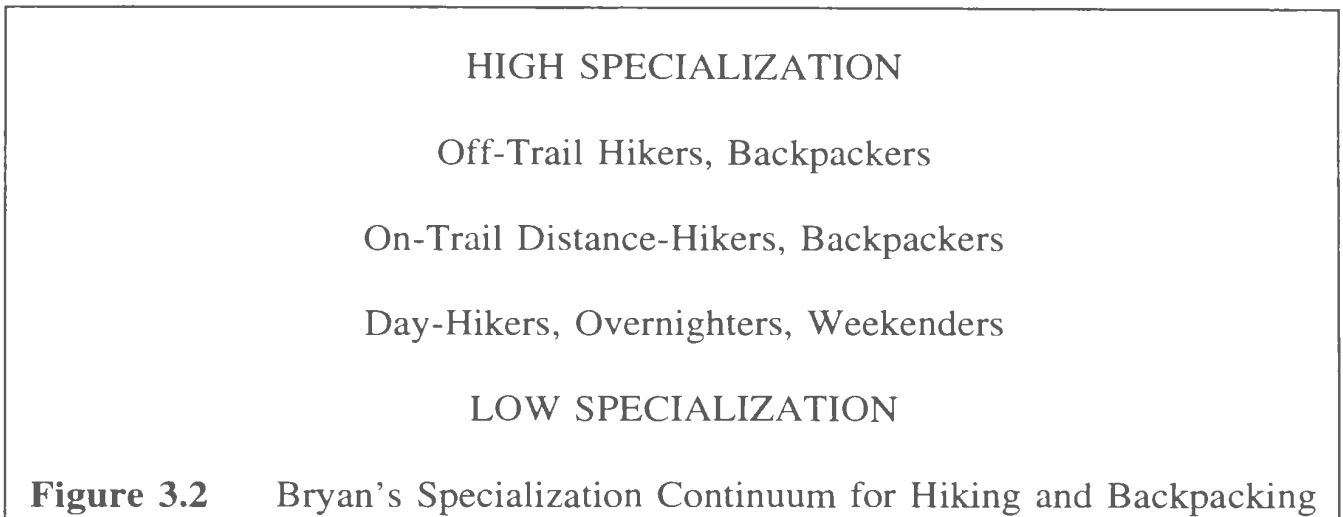 HIGH SPECIALIZATION
Off-Trail Hikers, Backpackers
On-Trail Distance-Hikers, Backpackers
Day-Hikers, Overnighters, Weekenders
LOW SPECIALIZATION
Figure 3.2 Bryan's Specialization Continuum for Hiking and Backpacking